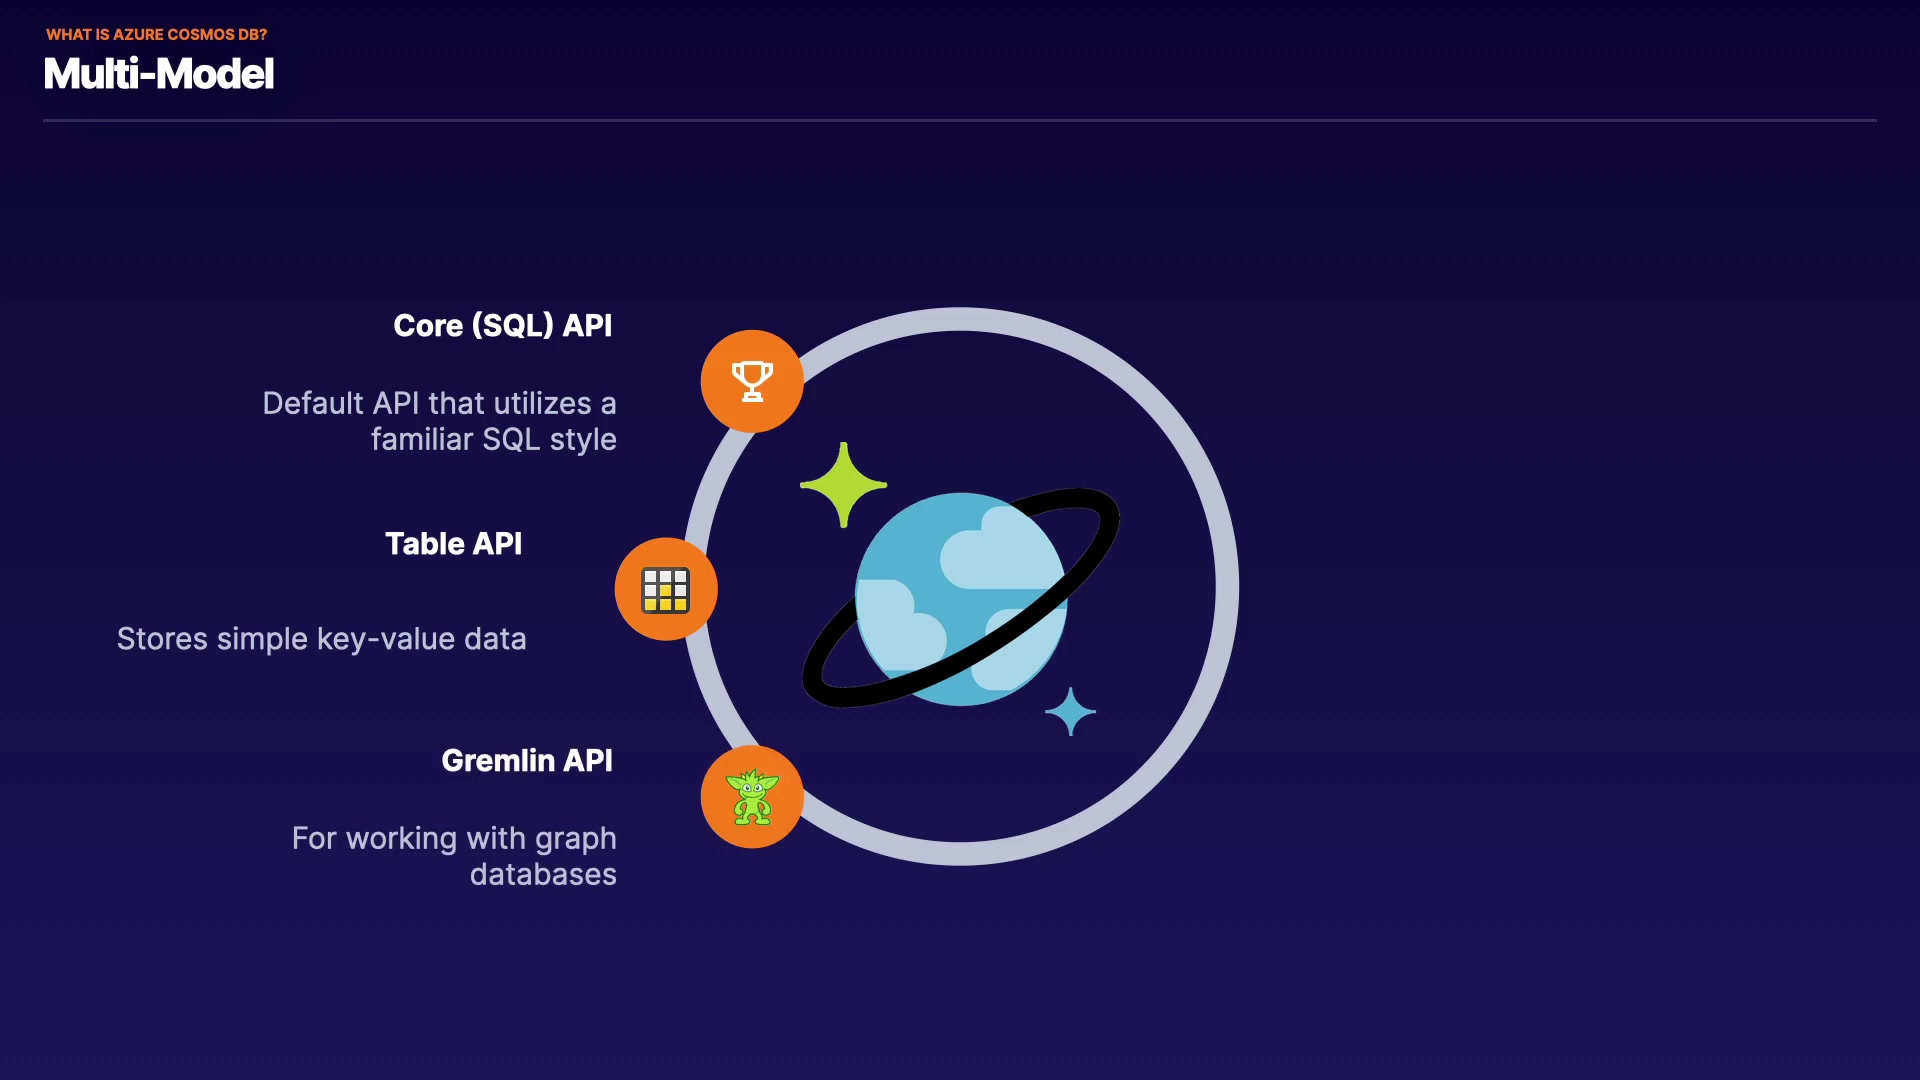 WHAT IS AZURE COSMOS DB?
Multi-Model
Core (SQL) API
Default API that utilizes a
familiar SQL style
Table API
Stores simple key-value data
Gremlin API
For working with graph
databases